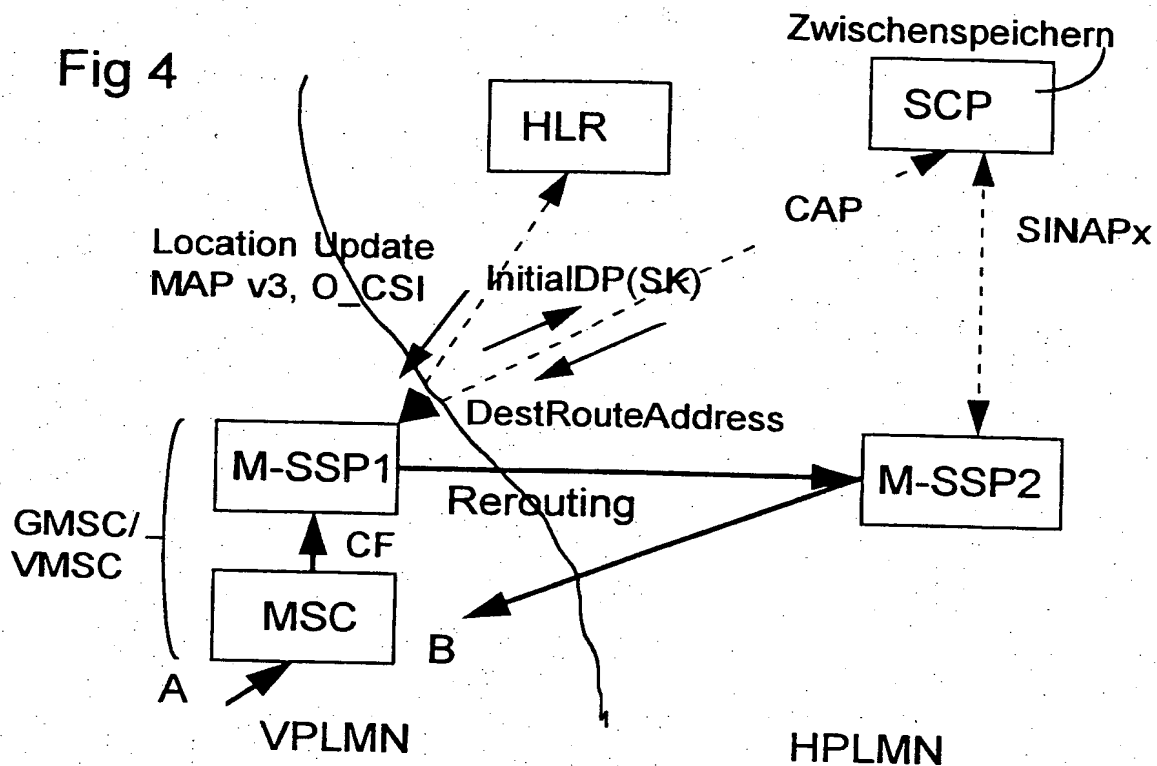 Fig 4
Zwischenspeichern
HLR
SCP
CAP
SINAPx
Location Update
MAP v3, O_CSI
InitialDP(SK)
DestRouteAddress
M-SSP1
M-SSP2
Rerouting
GMSC/
VMSC
CF
MSC
B
A
VPLMN
HPLMN